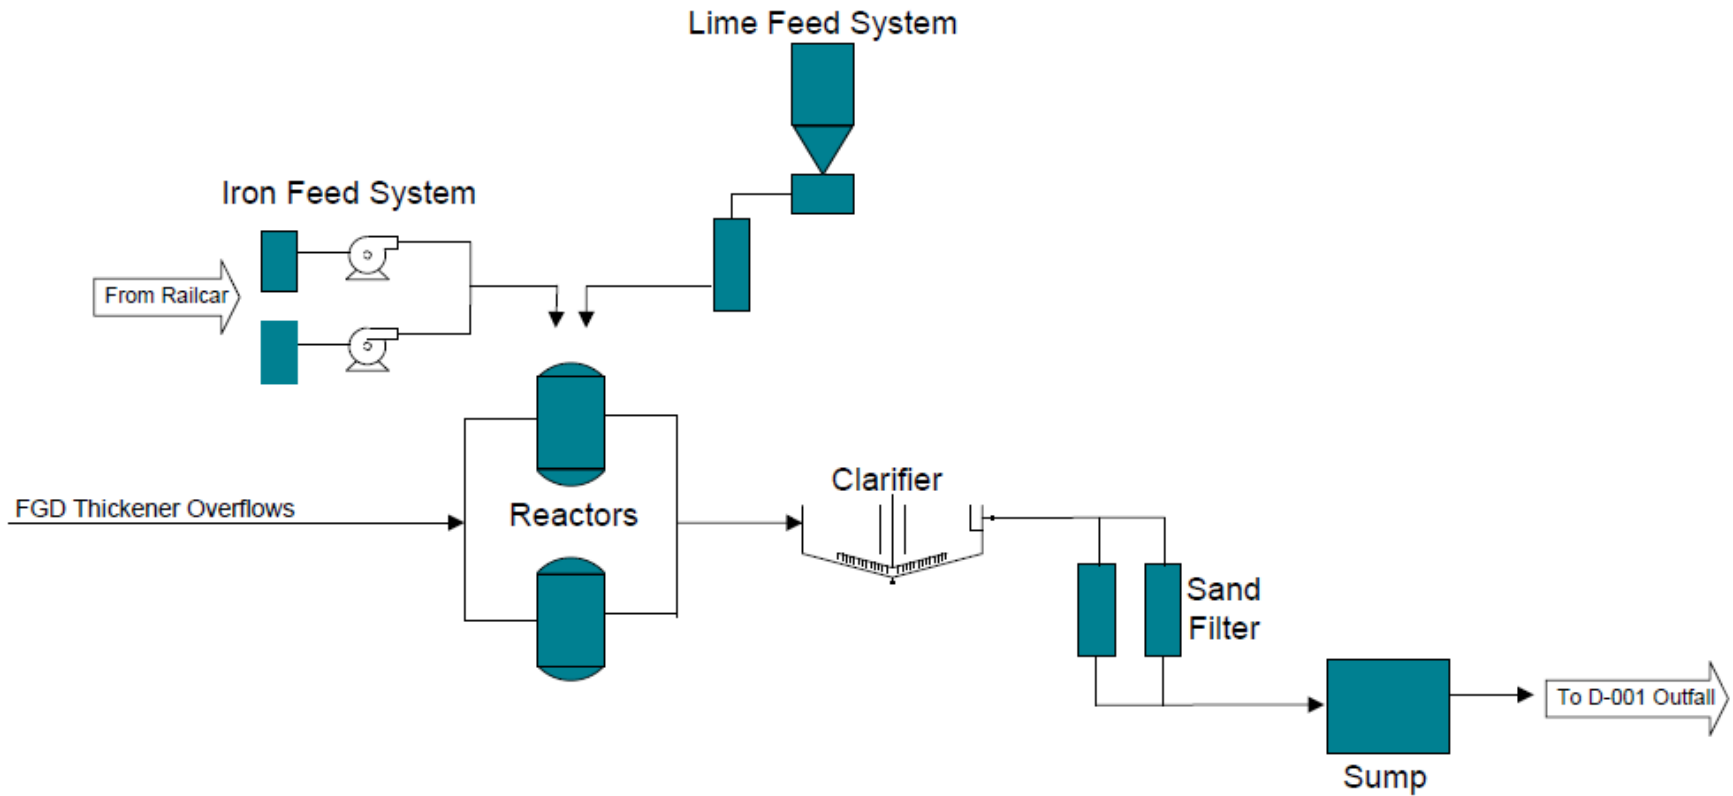 Lime Feed System
Iron Feed System
From Railcar
FGD Thickener Overflows
Reactors
Clarifier
Sand
Filter
To D-001 Outfall
Sump